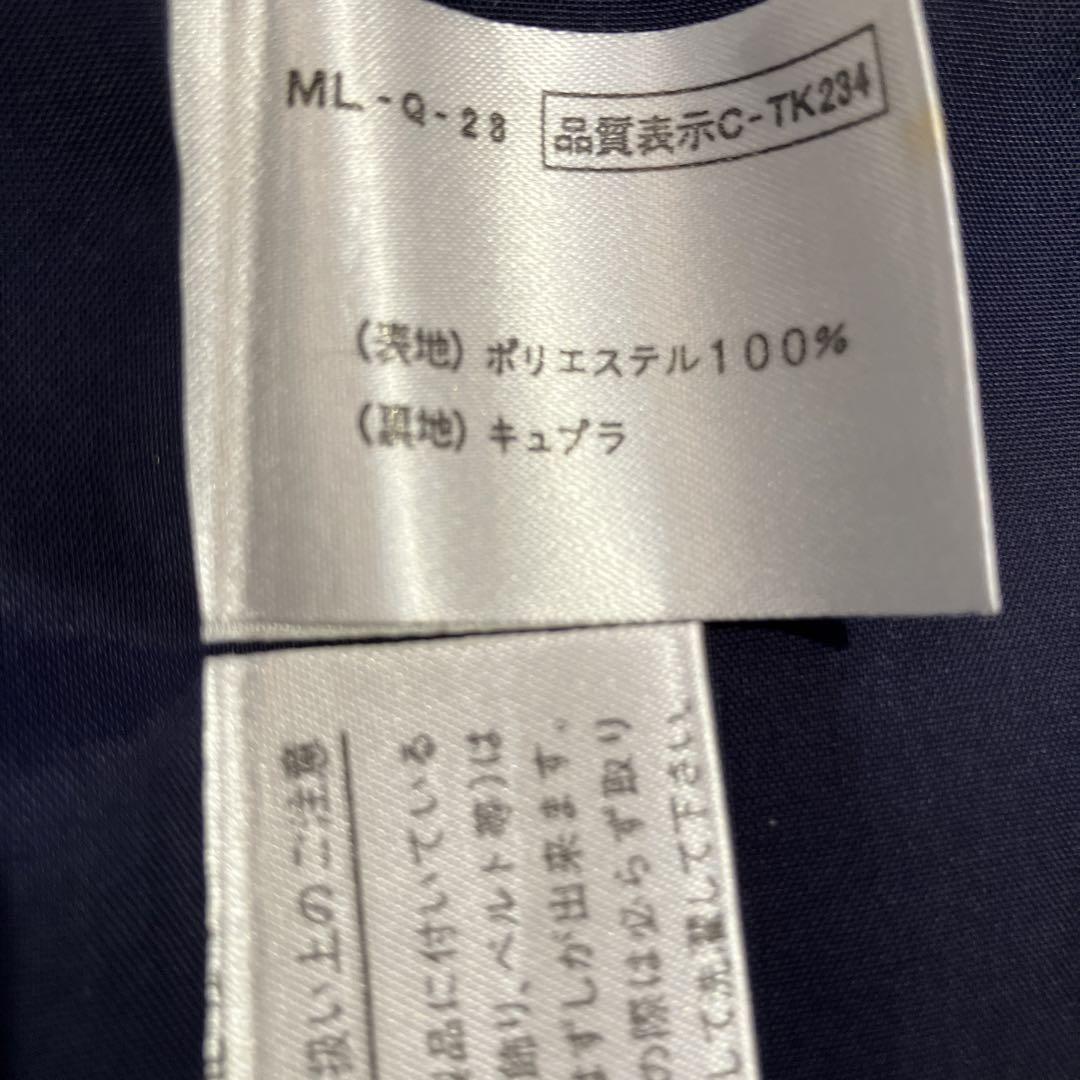 ML-Q-28 品質表示C-TK234
(表地) ポリエステル100%
(裏地) キュプラ
扱い上のご注意
品に付いている
飾り、ベルト等)は
はずしが出来ます。
の際は必らず取り
して洗濯して下さい